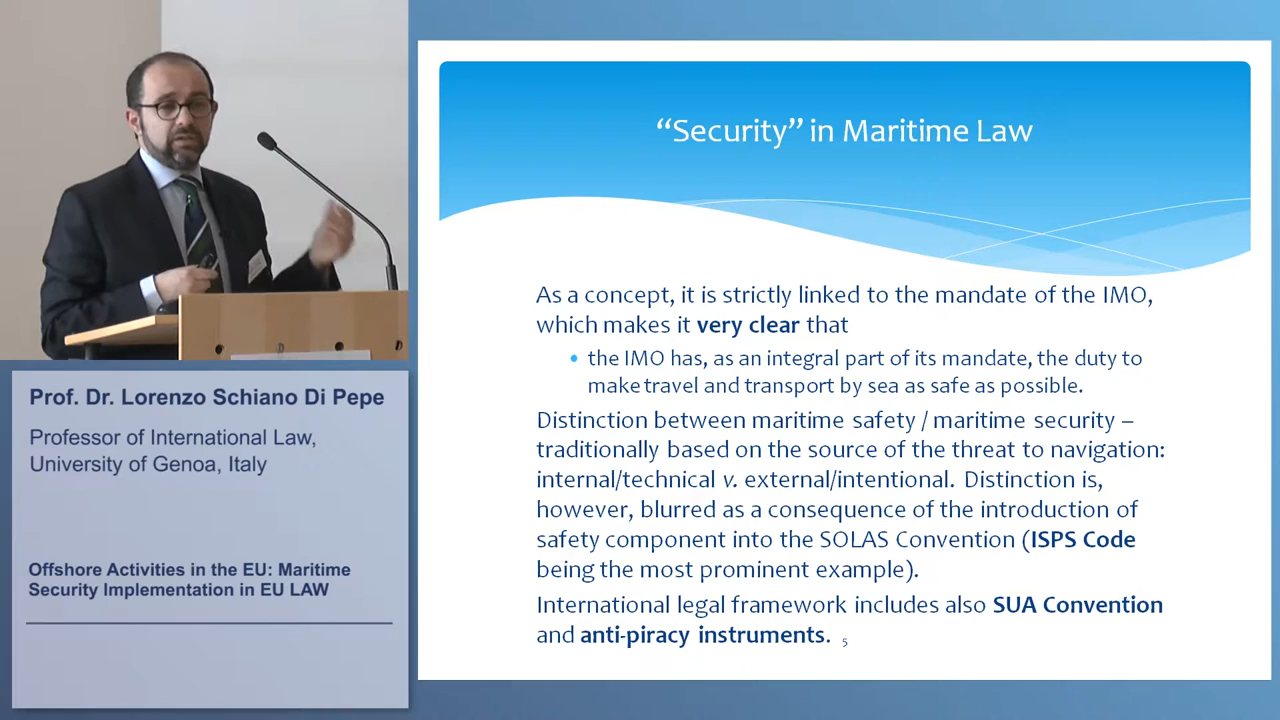 Prof. Dr. Lorenzo Schiano Di Pepe
Professor of International Law,
University of Genoa, Italy
Offshore Activities in the EU: Maritime
Security Implementation in EU LAW
“Security” in Maritime Law
As a concept, it is strictly linked to the mandate of the IMO,
which makes it very clear that
• the IMO has, as an integral part of its mandate, the duty to
make travel and transport by sea as safe as possible.
Distinction between maritime safety / maritime security –
traditionally based on the source of the threat to navigation:
internal/technical v. external/intentional. Distinction is,
however, blurred as a consequence of the introduction of
safety component into the SOLAS Convention (ISPS Code
being the most prominent example).
International legal framework includes also SUA Convention
and anti-piracy instruments.
5